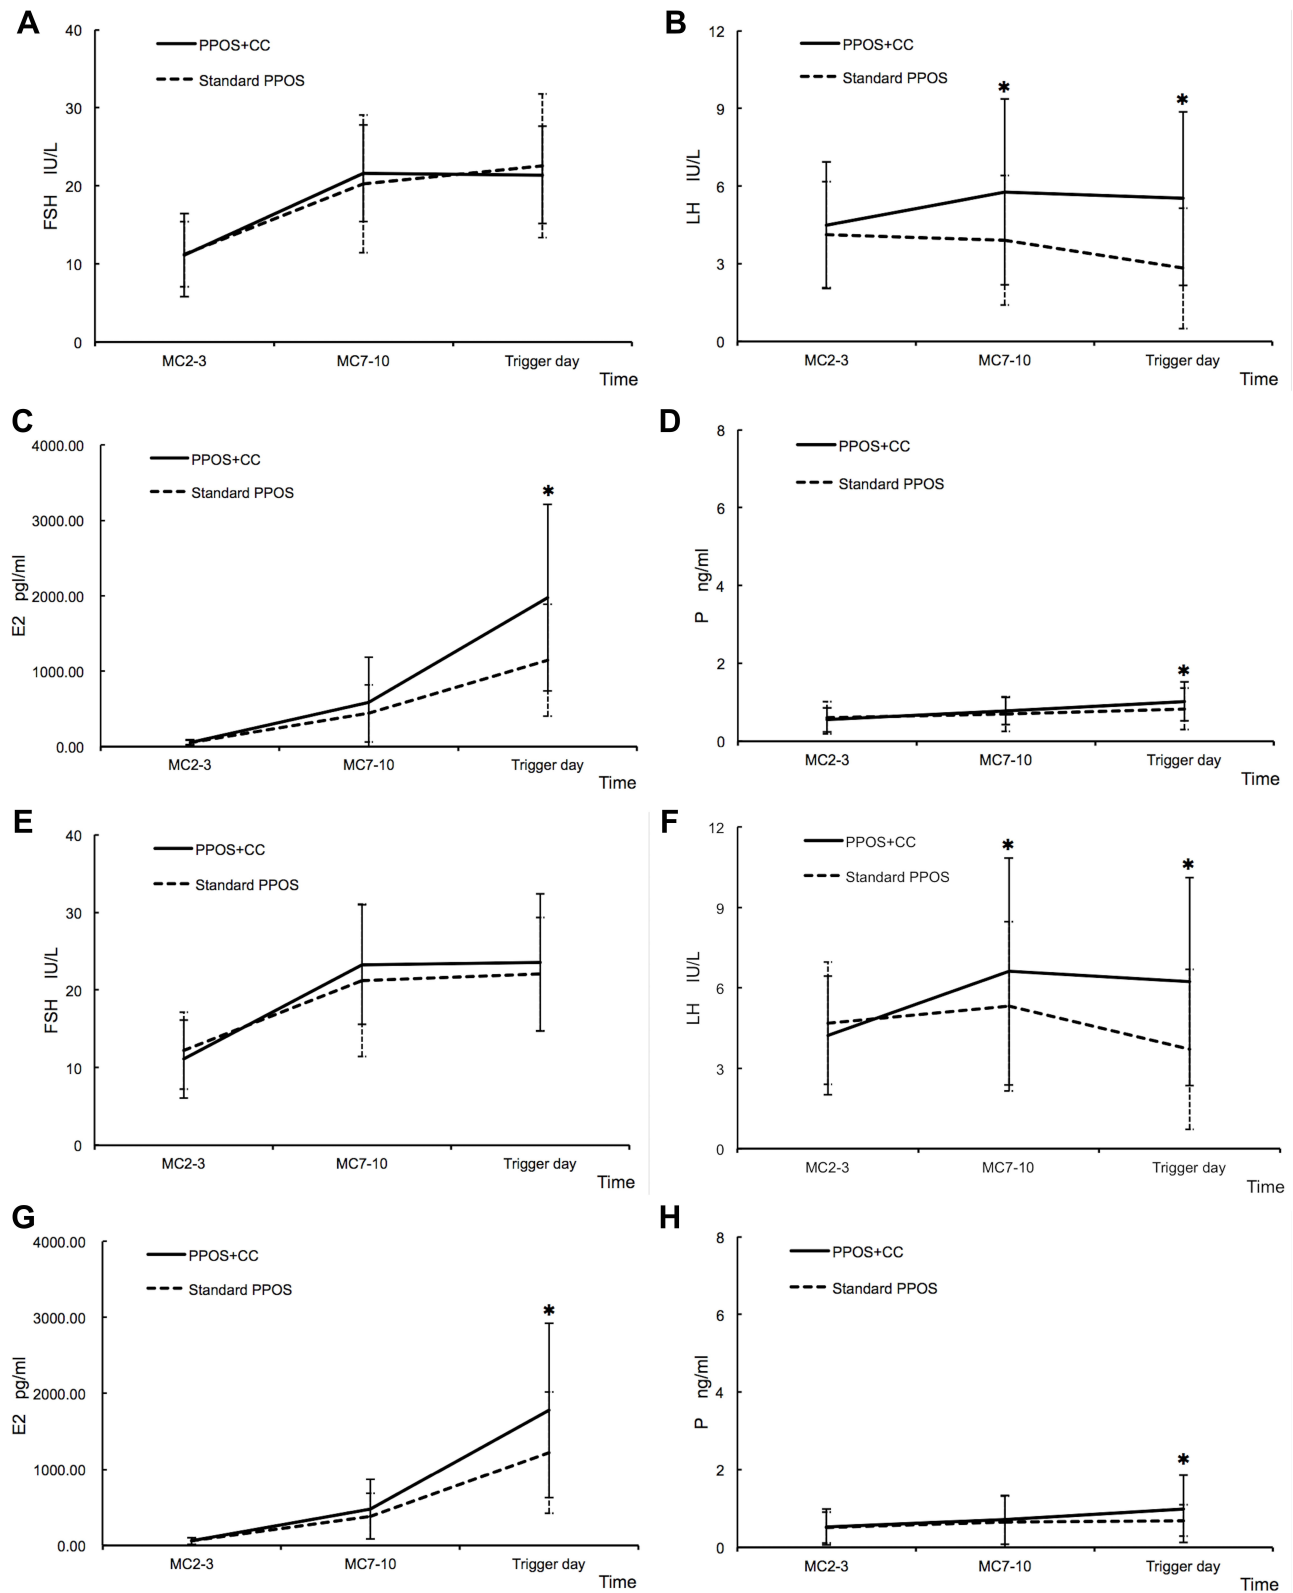 A
40
30
20
10
0
FSH IU/L
PPOS+CC
Standard PPOS
MC2-3 MC7-10 Trigger day
Time
B
12
9
6
3
0
LH IU/L
PPOS+CC
Standard PPOS
*
*
MC2-3 MC7-10 Trigger day
Time
C
4000.00
3000.00
2000.00
1000.00
0.00
E2 pgl/ml
PPOS+CC
Standard PPOS
*
MC2-3 MC7-10 Trigger day
Time
D
8
6
4
2
0
P ng/ml
PPOS+CC
Standard PPOS
*
MC2-3 MC7-10 Trigger day
Time
E
40
30
20
10
0
FSH IU/L
PPOS+CC
Standard PPOS
MC2-3 MC7-10 Trigger day
Time
F
12
9
6
3
0
LH IU/L
PPOS+CC
Standard PPOS
*
*
MC2-3 MC7-10 Trigger day
Time
G
4000.00
3000.00
2000.00
1000.00
0.00
E2 pg/ml
PPOS+CC
Standard PPOS
*
MC2-3 MC7-10 Trigger day
Time
H
8
6
4
2
0
P ng/ml
PPOS+CC
Standard PPOS
*
MC2-3 MC7-10 Trigger day
Time